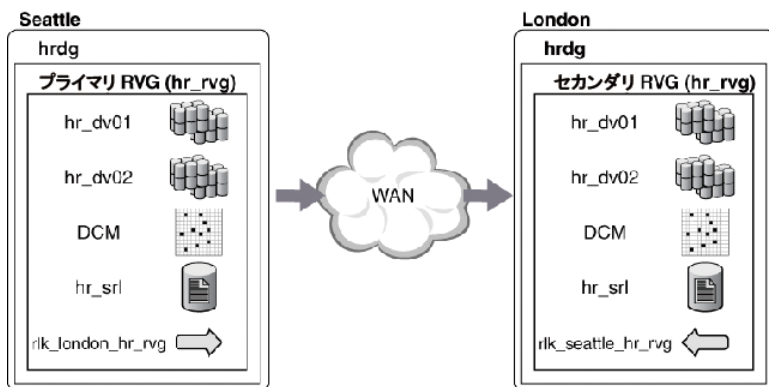 Seattle
hrdg
プライマリ RVG (hr_rvg)
hr_dv01
hr_dv02
DCM
hr_srl
rlk_london_hr_rvg
WAN
London
hrdg
セカンダリ RVG (hr_rvg)
hr_dv01
hr_dv02
DCM
hr_srl
rlk_seattle_hr_rvg